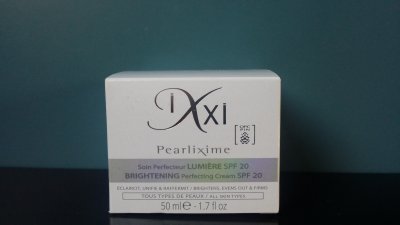 iXxi
Pearlixime
Soin Perfecteur LUMIÈRE SPF 20
BRIGHTENING Perfecting Cream SPF 20
ÉCLAIRCIT, UNIFIE & RAFFERMIT / BRIGHTENS, EVENS OUT & FIRMS
TOUS TYPES DE PEAUX / ALL SKIN TYPES
50 ml e - 1.7 fl oz